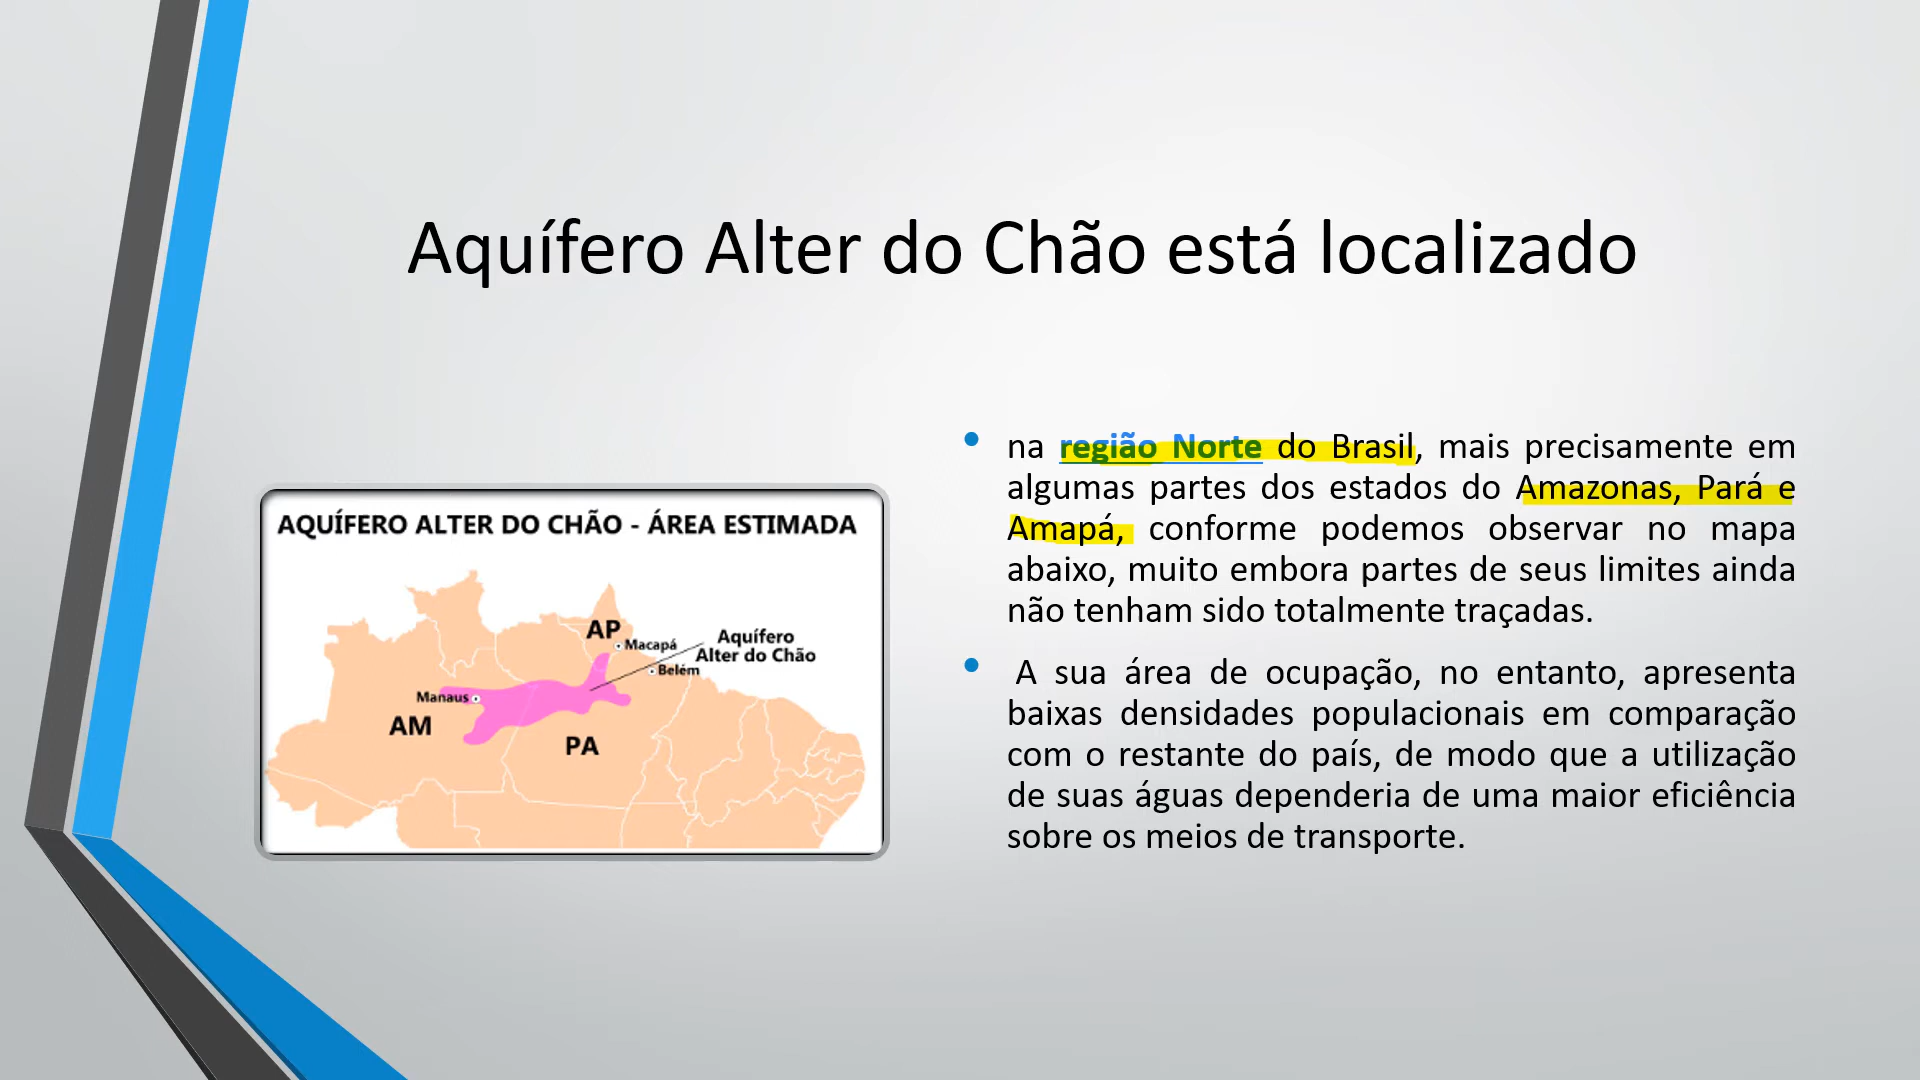 Aquífero Alter do Chão está localizado
AQUÍFERO ALTER DO CHÃO - ÁREA ESTIMADA
AP
Macapá
Aquífero
Alter do Chão
Belém
Manaus
AM
PA
na região Norte do Brasil, mais precisamente em
algumas partes dos estados do Amazonas, Pará e
Amapá, conforme podemos observar no mapa
abaixo, muito embora partes de seus limites ainda
não tenham sido totalmente traçadas.
A sua área de ocupação, no entanto, apresenta
baixas densidades populacionais em comparação
com o restante do país, de modo que a utilização
de suas águas dependeria de uma maior eficiência
sobre os meios de transporte.